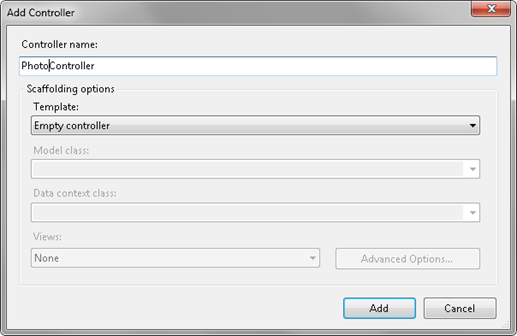 Add Controller
Controller name:
PhotoController
Scaffolding options
Template:
Empty controller
Model class:
Data context class:
Views:
None
Advanced Options...
Add
Cancel